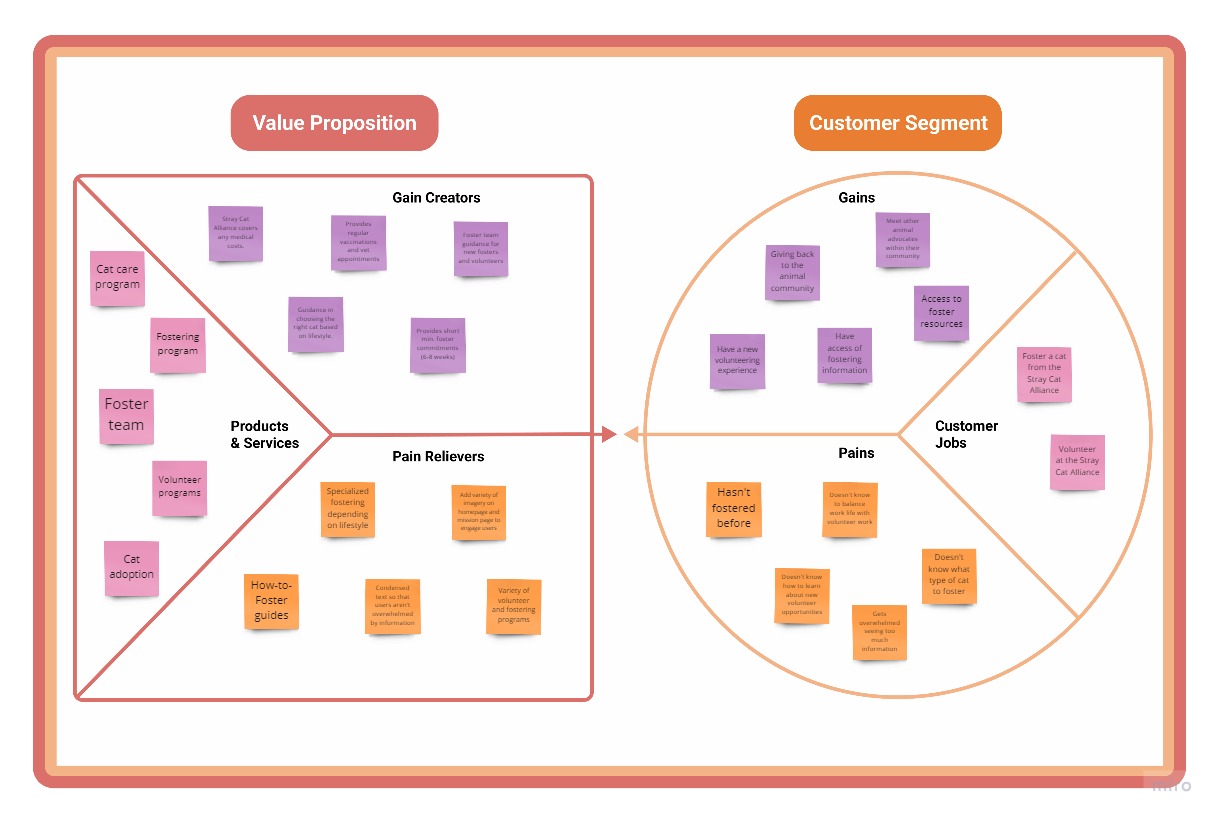 Value Proposition
Customer Segment
Gain Creators
Stray Cat
Alliance covers
any medical
costs.
Provides
regular
vaccinations
and vet
appointments
Foster team
guidance for
new fosters
and volunteers
Guidance in
choosing the
right cat based
on lifestyle.
Provides short
min. foster
commitments
(6-8 weeks)
Cat care
program
Fostering
program
Foster
team
Volunteer
programs
Cat
adoption
Products
& Services
Pain Relievers
Specialized
fostering
depending
on lifestyle
Add variety of
imagery on
homepage and
mission page to
engage users
How-to-
Foster
guides
Condensed
text so that
users aren't
overwhelmed
by information
Variety of
volunteer
and fostering
programs
Gains
Meet other
animal
advocates
within their
community
Giving back
to the
animal
community
Access to
foster
resources
Have a new
volunteering
experience
Have
access of
fostering
information
Customer
Jobs
Foster a cat
from the
Stray Cat
Alliance
Volunteer
at the Stray
Cat Alliance
Pains
Hasn't
fostered
before
Doesn't know
to balance
work life with
volunteer work
Doesn't know
how to learn
about new
volunteer
opportunities
Doesn't
know what
type of cat
to foster
Gets
overwhelmed
seeing too
much
information
miro